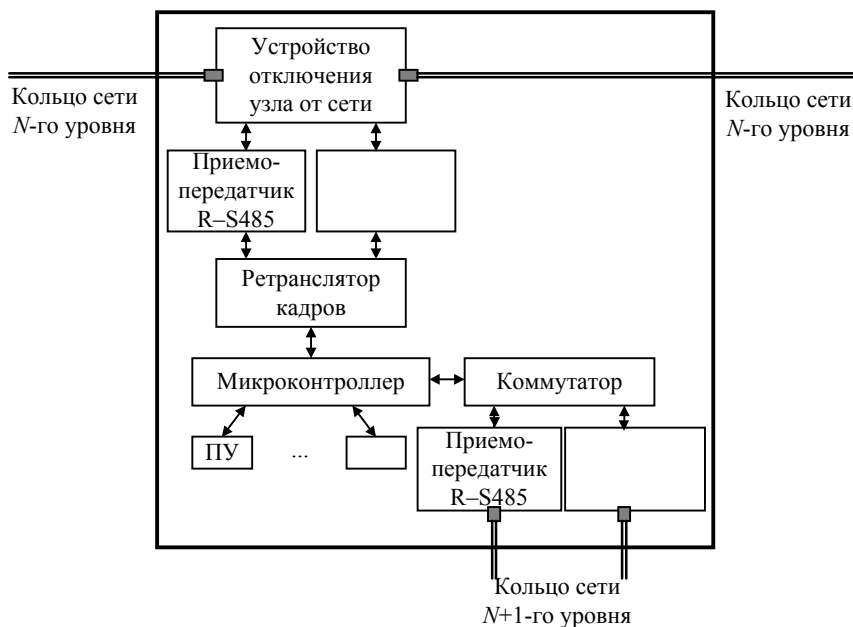 Устройство
отключения
узла от сети
Кольцо сети
N-го уровня
Кольцо сети
N-го уровня
Приемо-
передатчик
R–S485
Ретранслятор
кадров
Микроконтроллер
Коммутатор
ПУ
...
Приемо-
передатчик
R–S485
Кольцо сети
N+1-го уровня